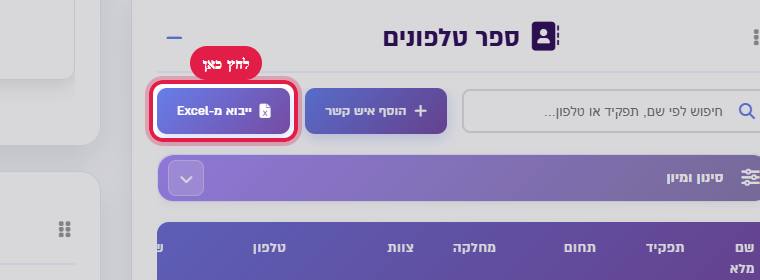 ספר טלפונים
לחץ כאן
חיפוש לפי שם, תפקיד או טלפון...
הוסף איש קשר
ייבוא מ-Excel
סינון ומיון
שם מלא
תפקיד
תחום
מחלקה
צוות
טלפון